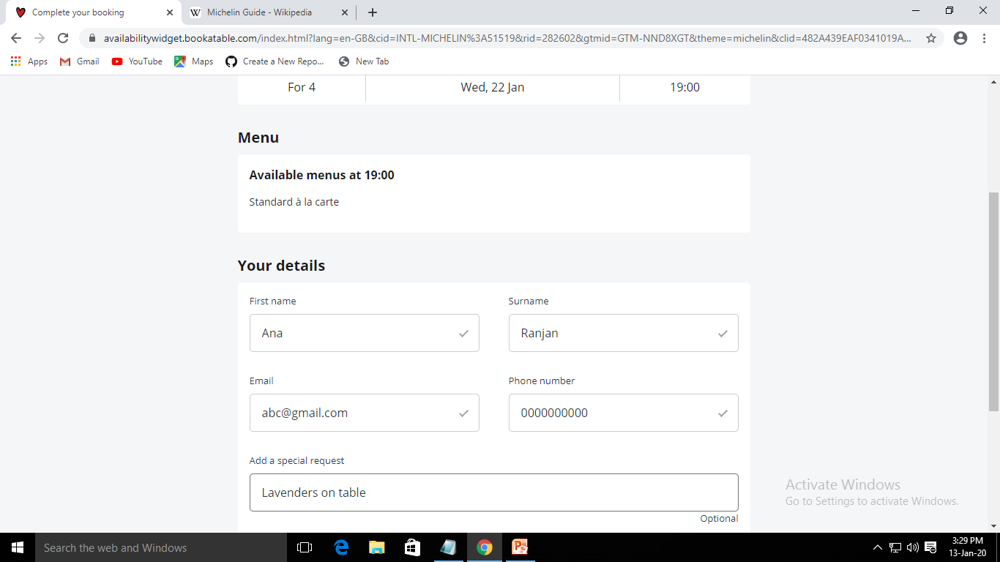 Complete your booking
Michelin Guide - Wikipedia
availabilitywidget.bookatable.com/index.html?lang=en-GB&cid=INTL-MICHELIN%3A51519&rid=282602&gtmid=GTM-NND8XGT&theme=michelin&clid=482A439EAF0341019A...
Apps Gmail YouTube Maps Create a New Repo... New Tab
For 4 Wed, 22 Jan 19:00
Menu
Available menus at 19:00
Standard à la carte
Your details
First name Surname
Ana Ranjan
Email Phone number
abc@gmail.com 0000000000
Add a special request
Lavenders on table
Optional
Activate Windows
Go to Settings to activate Windows.
Search the web and Windows
3:29 PM
13-Jan-20